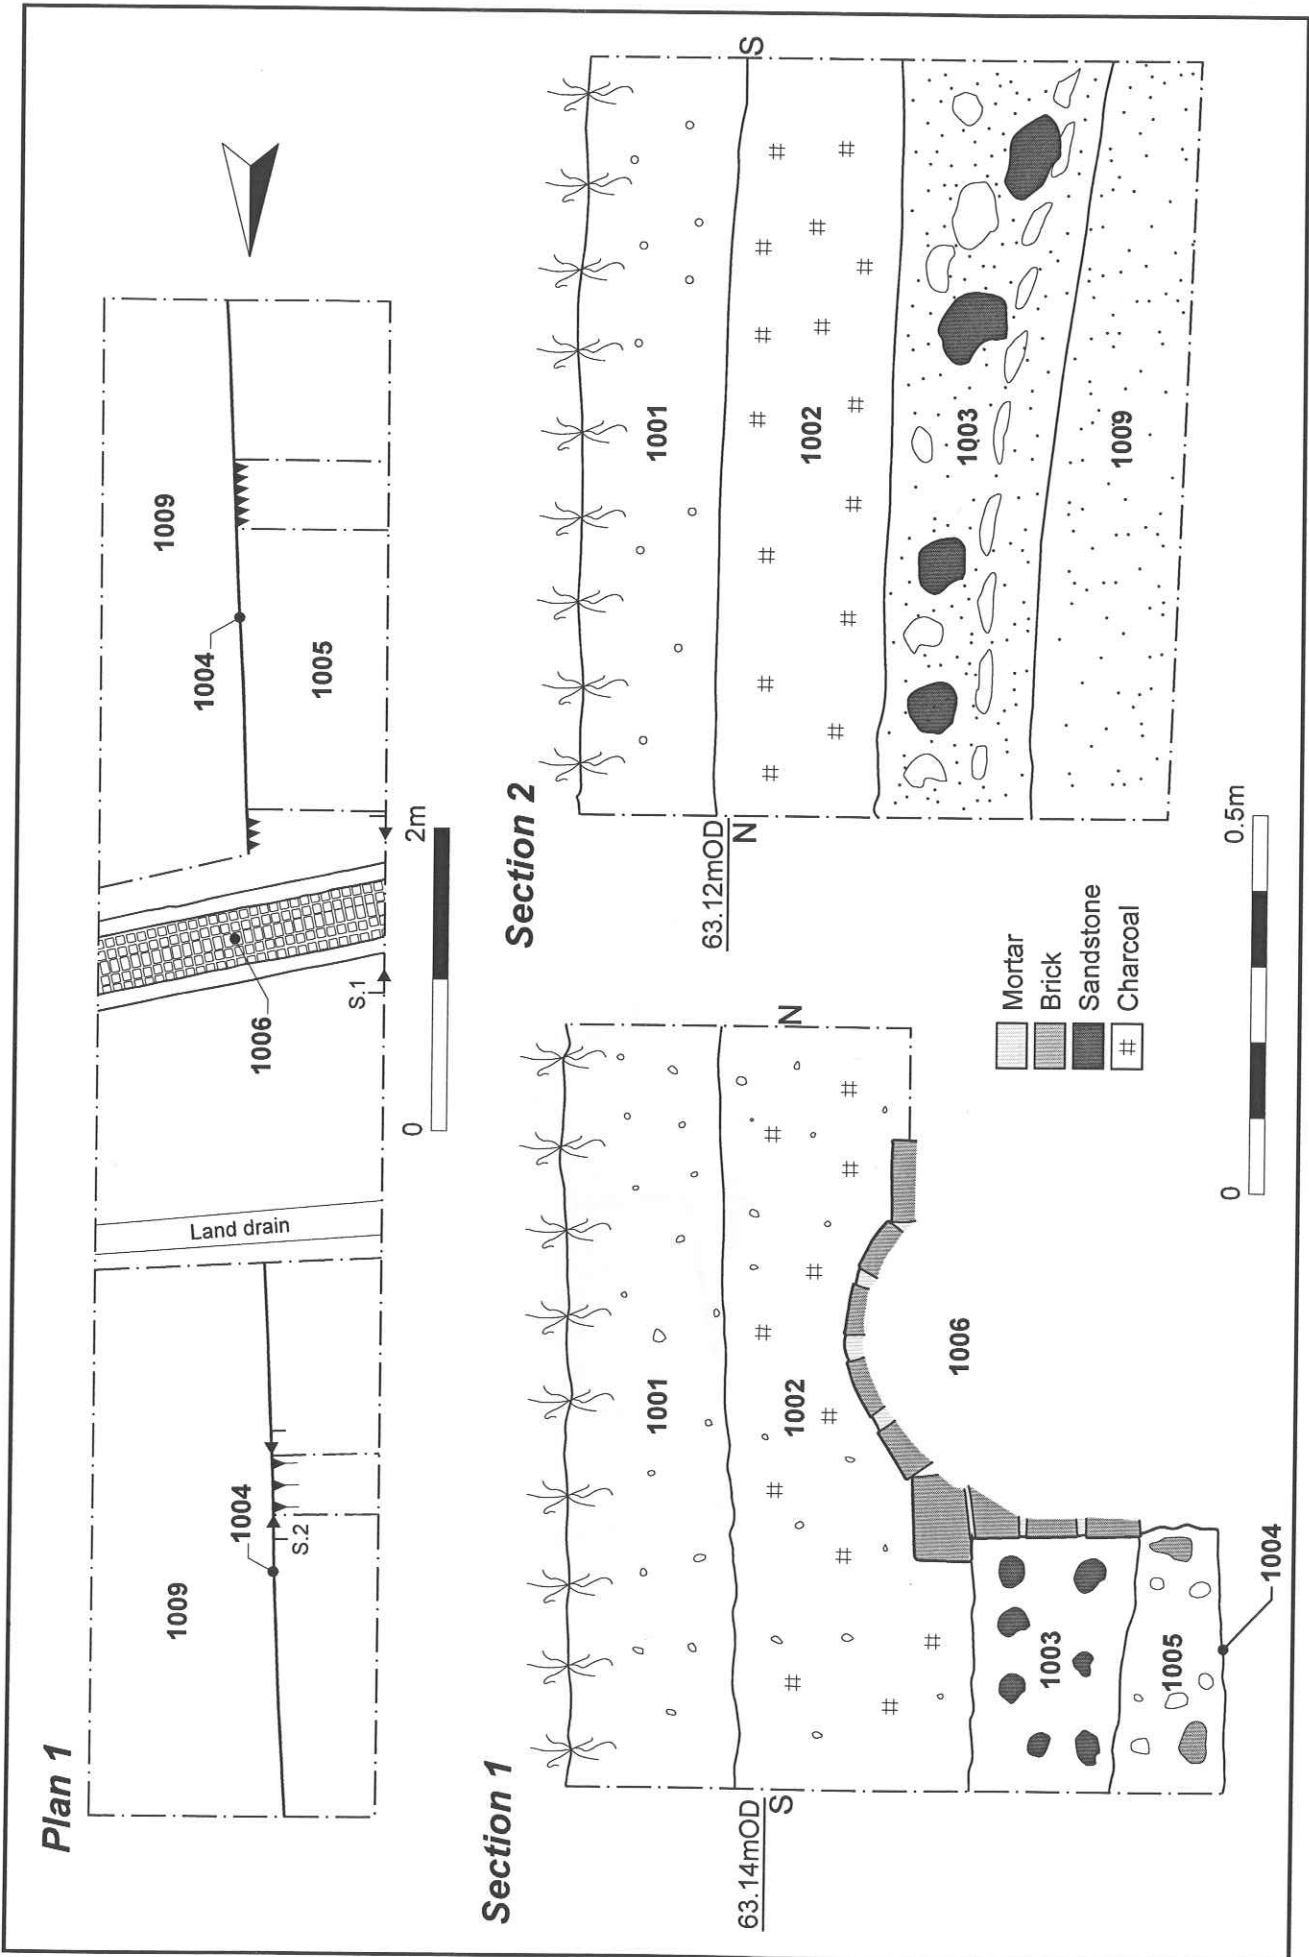 Plan 1
1009
1004
S.2
Land drain
1006
S.1
1004
1005
1009
0
2m
Section 1
63.14mOD
S
N
1001
1002
1006
1003
1005
1004
Section 2
63.12mOD
N
S
1001
1002
1003
1009
Mortar
Brick
Sandstone
# Charcoal
0
0.5m